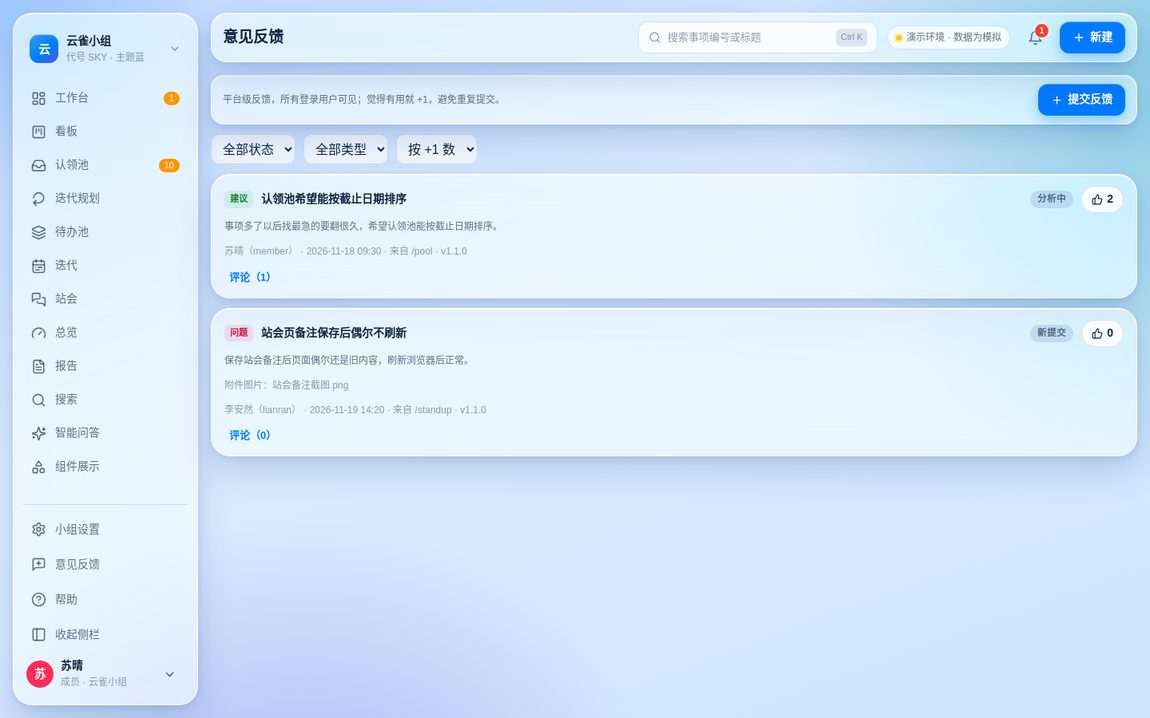 云
云雀小组
代号 SKY · 主题蓝
工作台
1
看板
认领池
10
迭代规划
待办池
迭代
站会
总览
报告
搜索
智能问答
组件展示
小组设置
意见反馈
帮助
收起侧栏
苏
苏晴
成员 · 云雀小组
意见反馈
搜索事项编号或标题
Ctrl K
演示环境 · 数据为模拟
1
新建
平台级反馈，所有登录用户可见；觉得有用就 +1，避免重复提交。
提交反馈
全部状态
全部类型
按 +1 数
建议 认领池希望能按截止日期排序
分析中
2
事项多了以后找最急的要翻很久，希望认领池能按截止日期排序。
苏晴（member） · 2026-11-18 09:30 · 来自 /pool · v1.1.0
评论（1）
问题 站会页备注保存后偶尔不刷新
新提交
0
保存站会备注后页面偶尔还是旧内容，刷新浏览器后正常。
附件图片：站会备注截图.png
李安然（lianran） · 2026-11-19 14:20 · 来自 /standup · v1.1.0
评论（0）